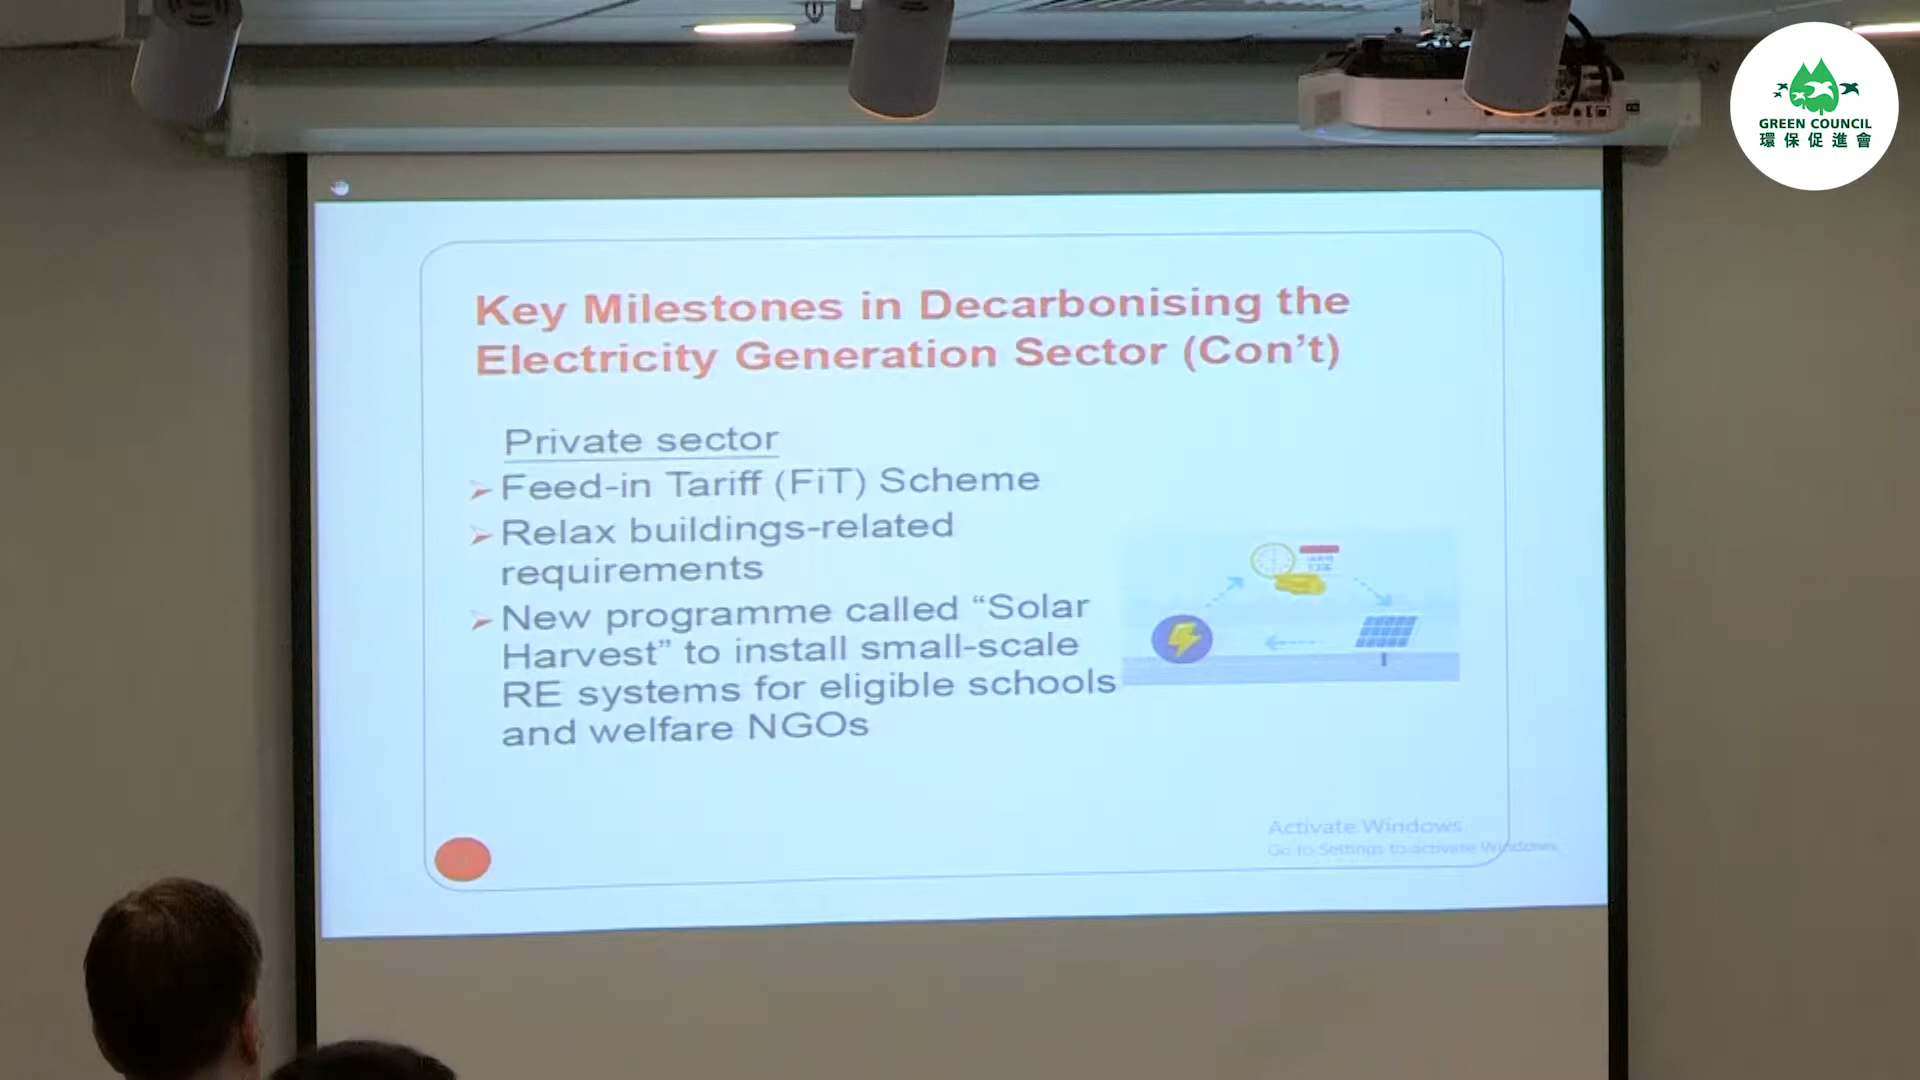 GREEN COUNCIL
環保促進會
Key Milestones in Decarbonising the
Electricity Generation Sector (Con’t)
Private sector
➢ Feed-in Tariff (FiT) Scheme
➢ Relax buildings-related
requirements
➢ New programme called “Solar
Harvest” to install small-scale
RE systems for eligible schools
and welfare NGOs
Activate Windows
Go to Settings to activate Windows.